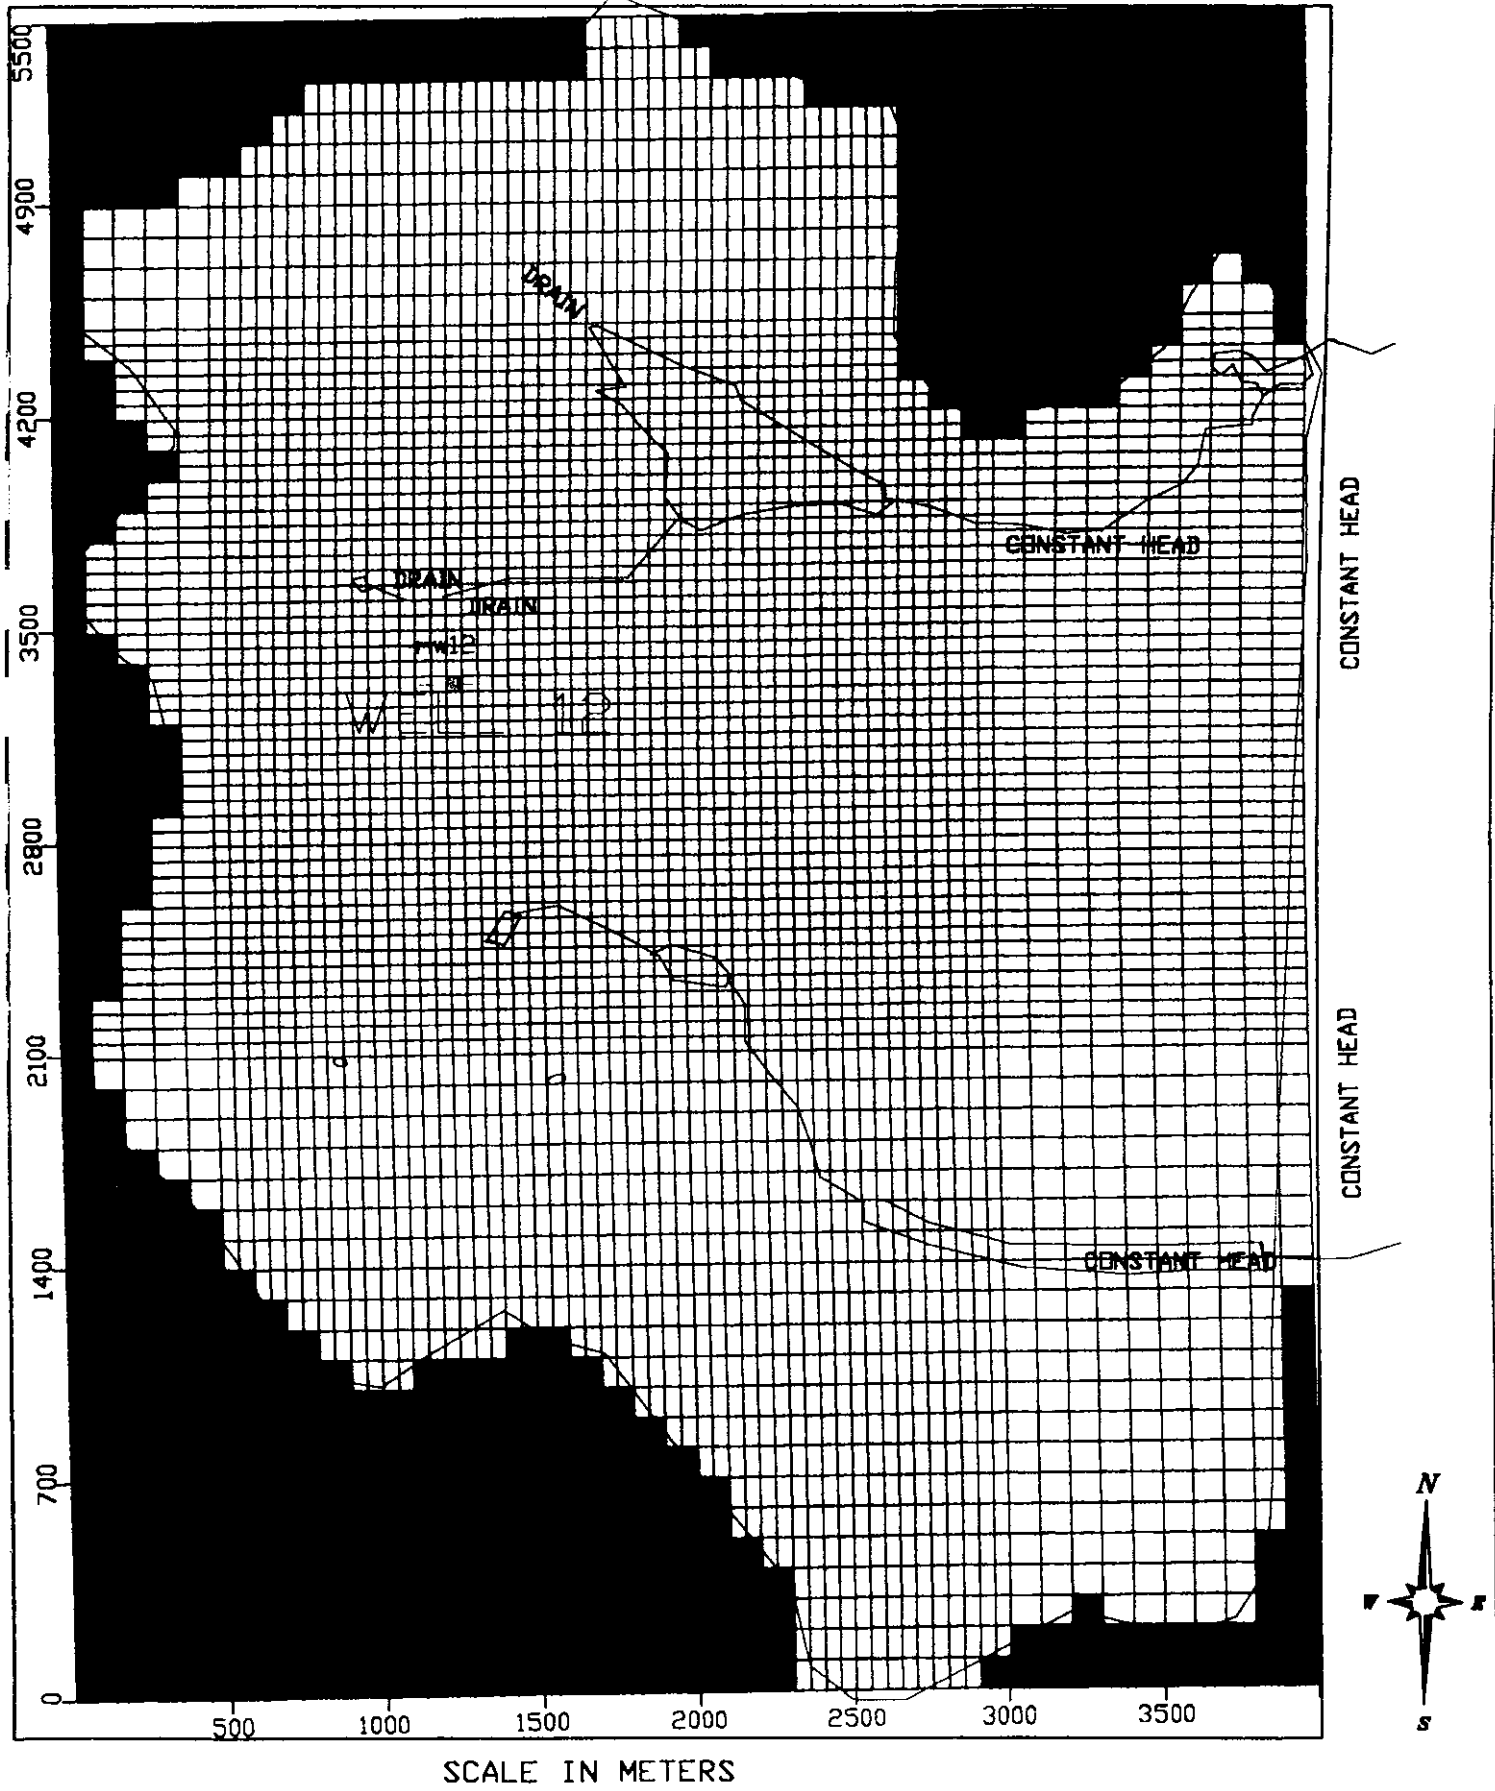 5500
4900
4200
3500
2800
2100
1400
700
0
DRAIN
CONSTANT HEAD
DRAIN
DRAIN
mw12
WELL 12
CONSTANT HEAD
CONSTANT HEAD
CONSTANT HEAD
N
W E
S
500 1000 1500 2000 2500 3000 3500
SCALE IN METERS